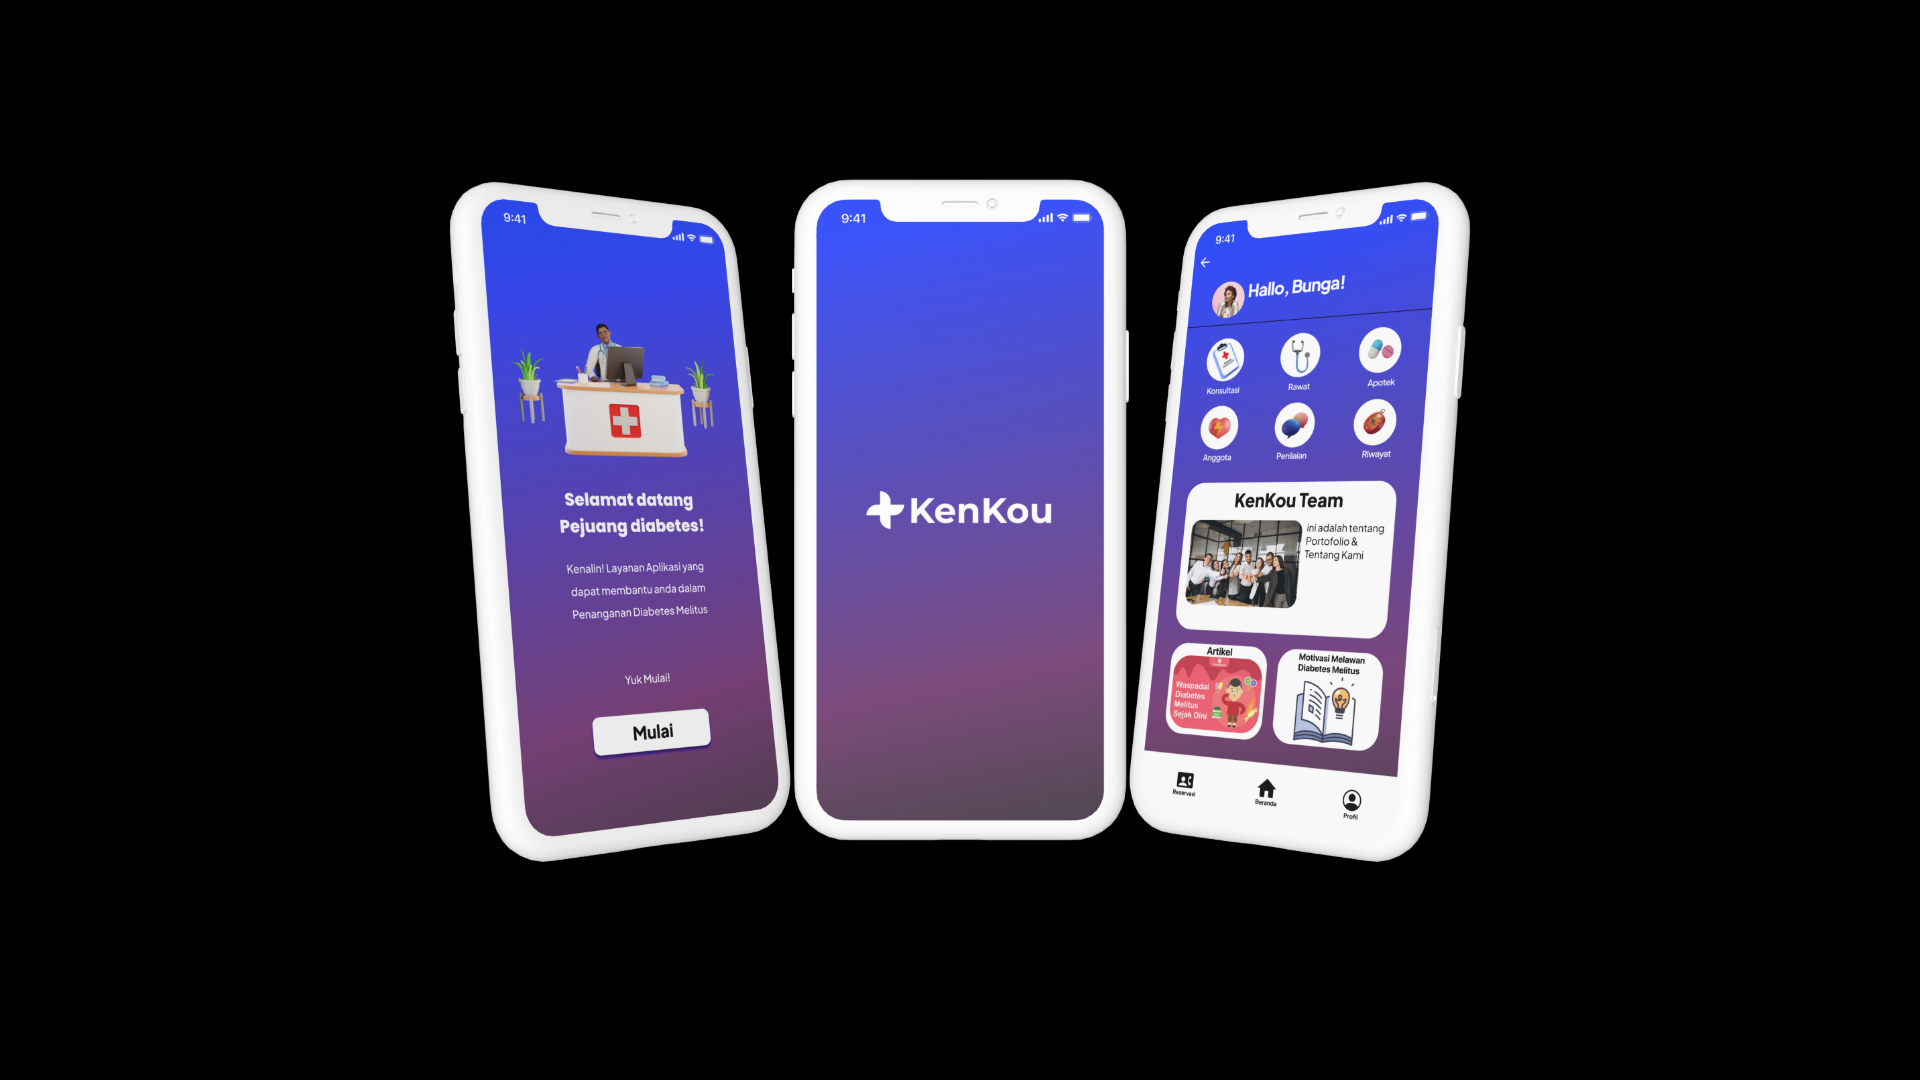 9:41
Selamat datang
Pejuang diabetes!
Kenalin! Layanan Aplikasi yang
dapat membantu anda dalam
Penanganan Diabetes Melitus
Yuk Mulai!
Mulai
9:41
KenKou
9:41
Hallo, Bunga!
Konsultasi
Rawat
Apotek
Anggota
Penilaian
Riwayat
KenKou Team
ini adalah tentang
Portofolio &
Tentang Kami
Artikel
Waspadai
Diabetes
Melitus
Sejak Dini
Motivasi Melawan
Diabetes Melitus
Reservasi
Beranda
Profil